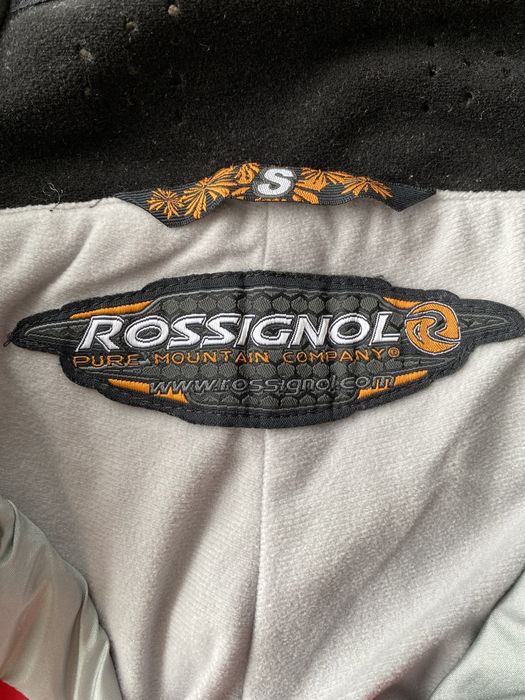 S
ROSSIGNOL R
PURE MOUNTAIN COMPANY®
www.rossignol.com